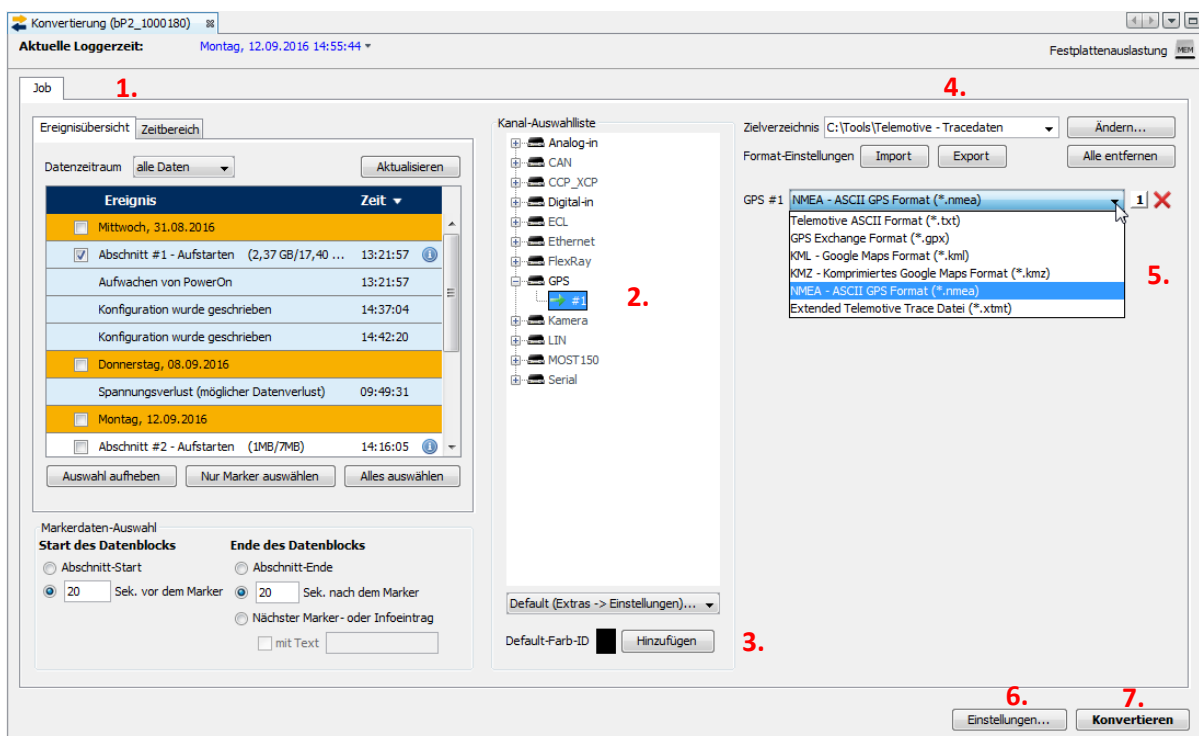 Konvertierung (bP2_1000180)
Aktuelle Loggerzeit: Montag, 12.09.2016 14:55:44
Festplattenauslastung MEM
Job
1.
4.
Ereignisübersicht Zeitbereich
Datenzeitraum alle Daten Aktualisieren
Ereignis Zeit
Mittwoch, 31.08.2016
Abschnitt #1 - Aufstarten (2,37 GB/17,40 ... 13:21:57
Aufwachen von PowerOn 13:21:57
Konfiguration wurde geschrieben 14:37:04
Konfiguration wurde geschrieben 14:42:20
Donnerstag, 08.09.2016
Spannungsverlust (möglicher Datenverlust) 09:49:31
Montag, 12.09.2016
Abschnitt #2 - Aufstarten (1MB/7MB) 14:16:05
Auswahl aufheben Nur Marker auswählen Alles auswählen
Markerdaten-Auswahl
Start des Datenblocks Ende des Datenblocks
Abschnitt-Start Abschnitt-Ende
20 Sek. vor dem Marker 20 Sek. nach dem Marker
Nächster Marker- oder Infoeintrag
mit Text
Kanal-Auswahlliste
Analog-in
CAN
CCP_XCP
Digital-in
ECL
Ethernet
FlexRay
GPS
#1
2.
Kamera
LIN
MOST150
Serial
Default (Extras -> Einstellungen)...
Default-Farb-ID Hinzufügen
3.
Zielverzeichnis C:\Tools\Telemotive - Tracedaten Ändern...
Format-Einstellungen Import Export Alle entfernen
GPS #1 NMEA - ASCII GPS Format (*.nmea) 1
Telemotive ASCII Format (*.txt)
GPS Exchange Format (*.gpx)
KML - Google Maps Format (*.kml)
KMZ - Komprimiertes Google Maps Format (*.kmz)
NMEA - ASCII GPS Format (*.nmea)
Extended Telemotive Trace Datei (*.xtmt)
5.
6.
7.
Einstellungen... Konvertieren